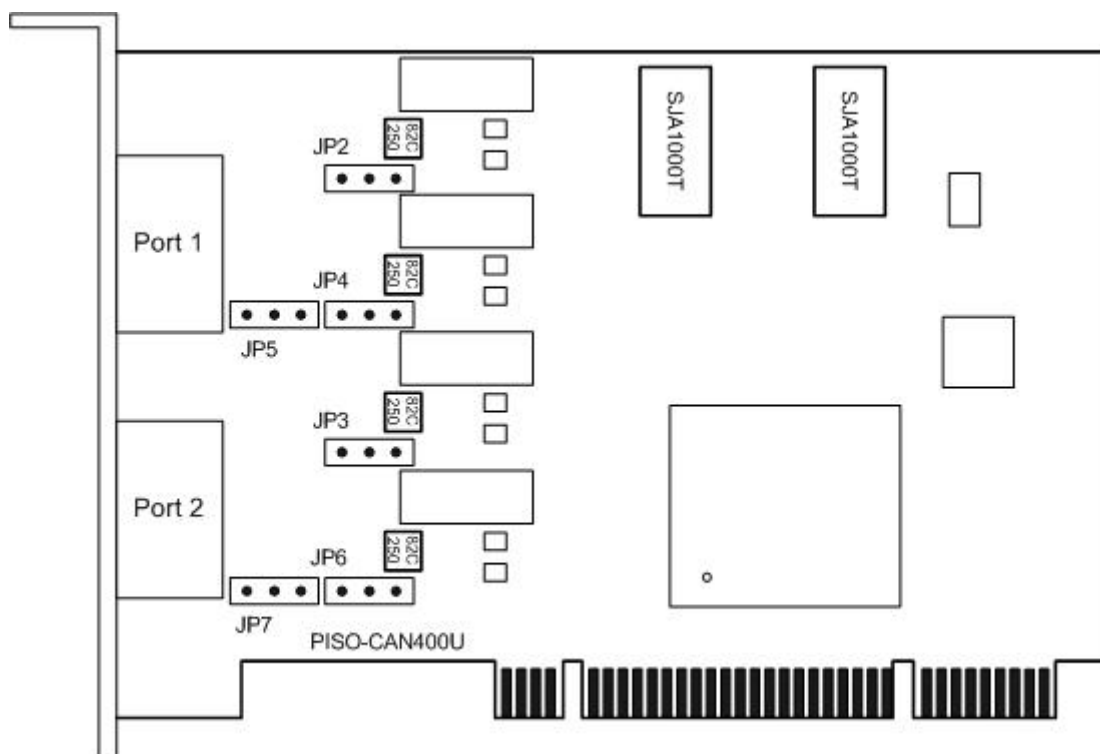 SJA1000T
SJA1000T
82C
250
JP2
Port 1
82C
250
JP4
JP5
82C
250
JP3
Port 2
82C
250
JP6
JP7
PISO-CAN400U